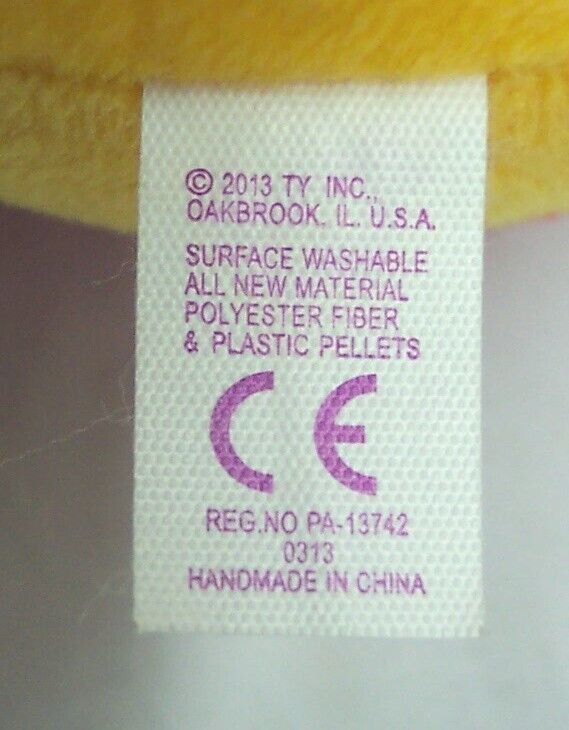 © 2013 TY INC.,
OAKBROOK, IL. U.S.A.
SURFACE WASHABLE
ALL NEW MATERIAL
POLYESTER FIBER
& PLASTIC PELLETS
CE
REG.NO PA-13742
0313
HANDMADE IN CHINA